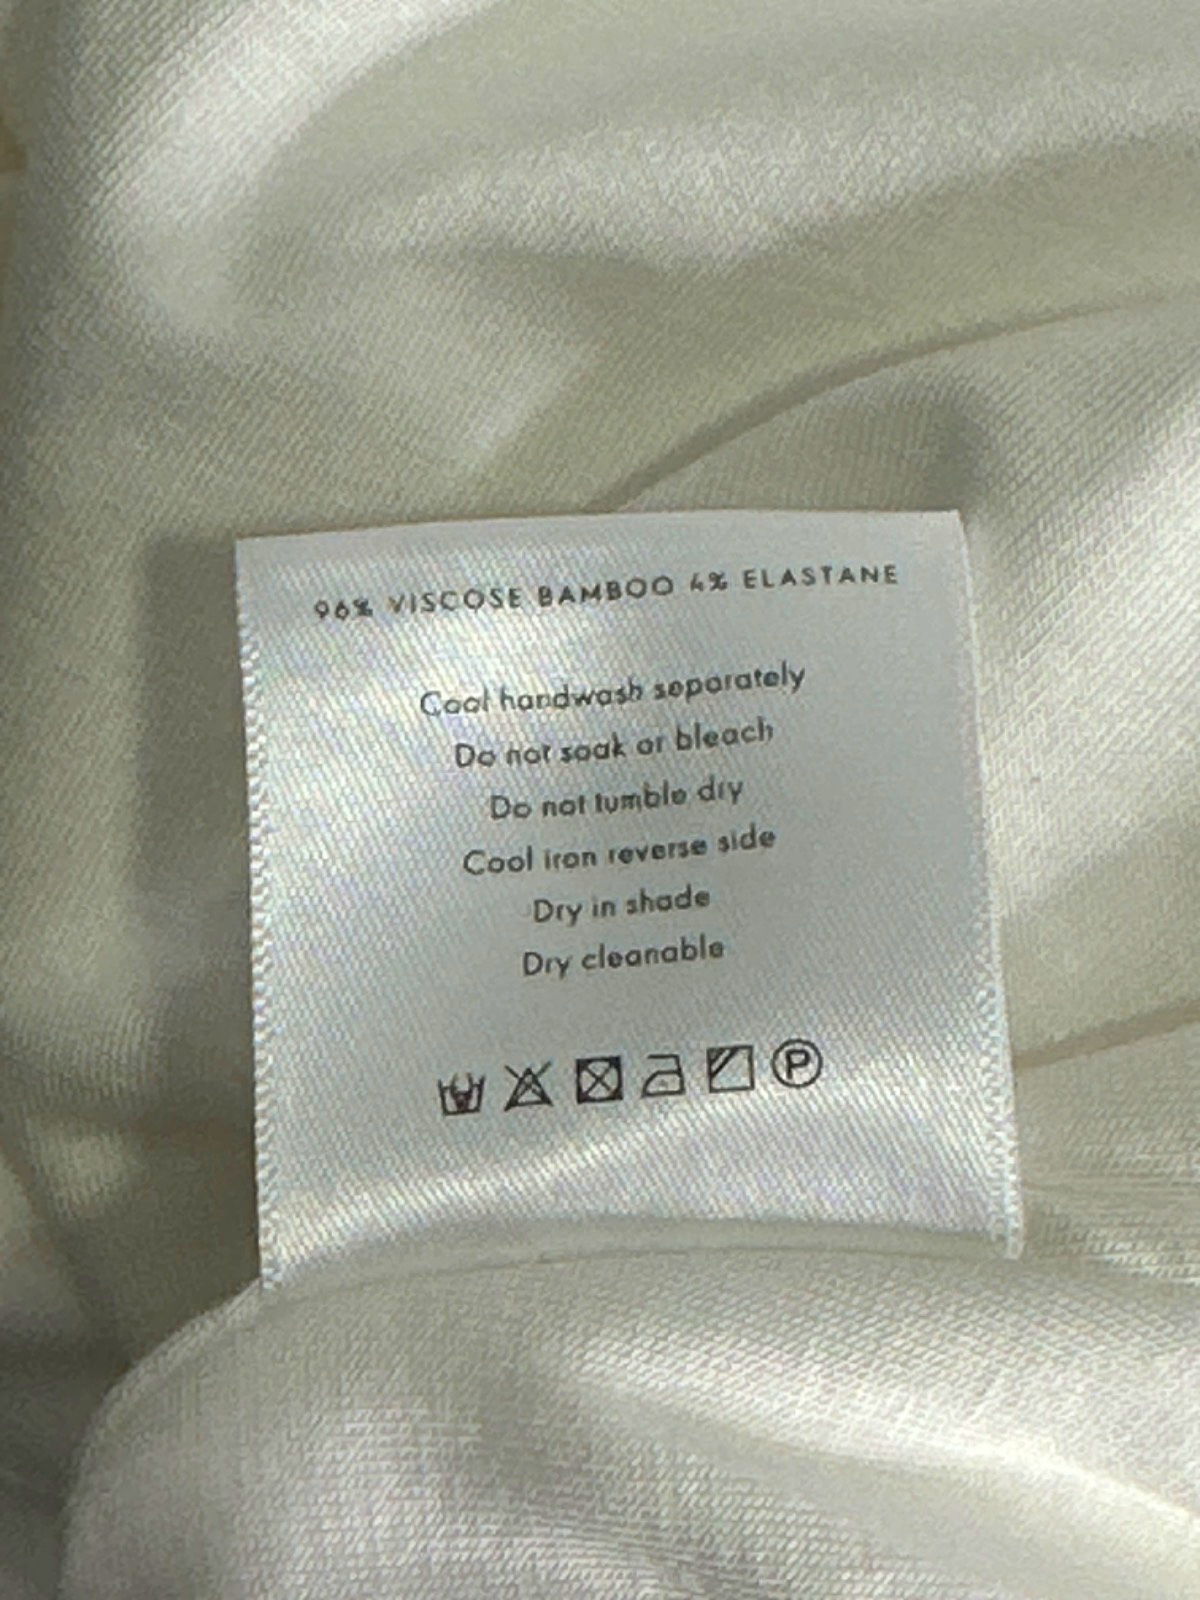 96% VISCOSE BAMBOO 4% ELASTANE
Cool handwash separately
Do not soak or bleach
Do not tumble dry
Cool iron reverse side
Dry in shade
Dry cleanable
P